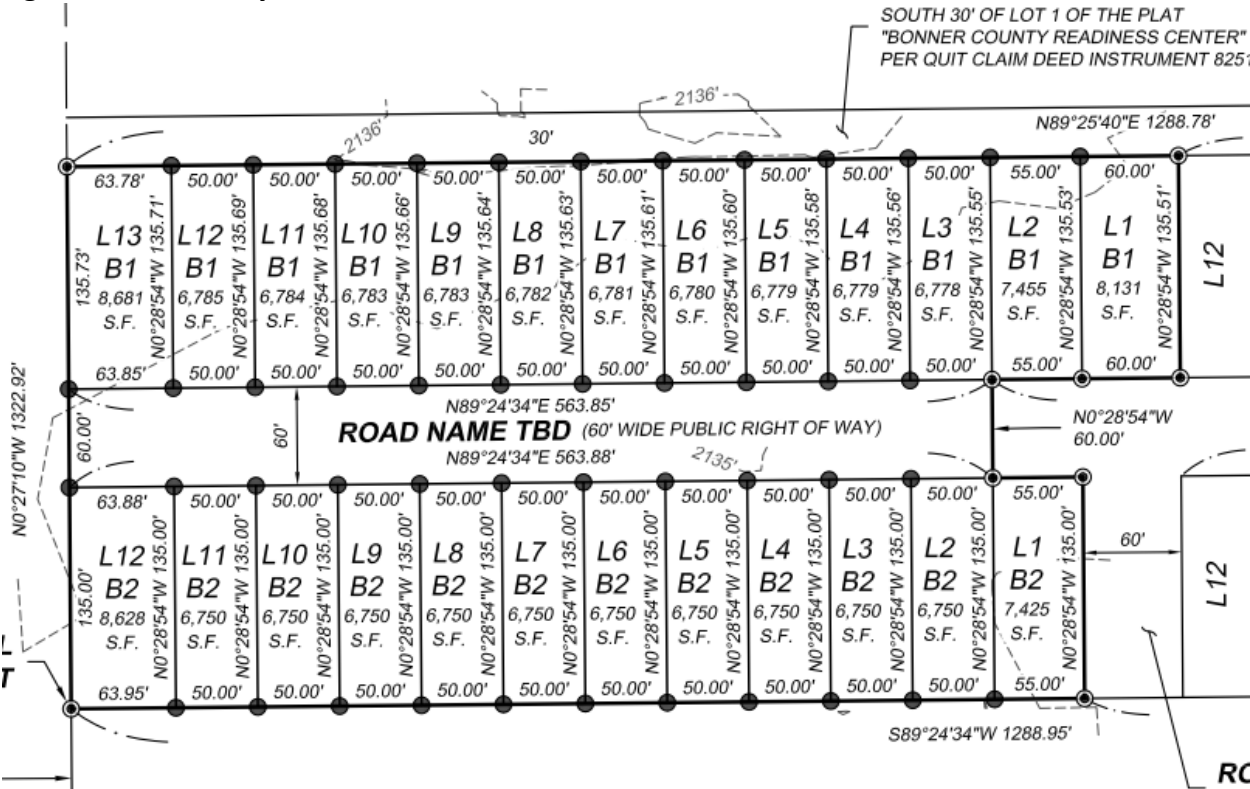 SOUTH 30' OF LOT 1 OF THE PLAT
"BONNER COUNTY READINESS CENTER"
PER QUIT CLAIM DEED INSTRUMENT 8251
2136'
2136'
30'
N89°25'40"E 1288.78'
63.78' 50.00' 50.00' 50.00' 50.00' 50.00' 50.00' 50.00' 50.00' 50.00' 50.00' 55.00' 60.00'
135.73'
L13 L12 L11 L10 L9 L8 L7 L6 L5 L4 L3 L2 L1
B1 B1 B1 B1 B1 B1 B1 B1 B1 B1 B1 B1 B1
8,681 6,785 6,784 6,783 6,783 6,782 6,781 6,780 6,779 6,779 6,778 7,455 8,131
S.F. S.F. S.F. S.F. S.F. S.F. S.F. S.F. S.F. S.F. S.F. S.F. S.F.
N0°28'54"W 135.71'
N0°28'54"W 135.69'
N0°28'54"W 135.68'
N0°28'54"W 135.66'
N0°28'54"W 135.64'
N0°28'54"W 135.63'
N0°28'54"W 135.61'
N0°28'54"W 135.60'
N0°28'54"W 135.58'
N0°28'54"W 135.56'
N0°28'54"W 135.55'
N0°28'54"W 135.53'
N0°28'54"W 135.51'
L12
63.85' 50.00' 50.00' 50.00' 50.00' 50.00' 50.00' 50.00' 50.00' 50.00' 50.00' 55.00' 60.00'
N0°27'10"W 1322.92'
60.00'
60'
N89°24'34"E 563.85'
ROAD NAME TBD (60' WIDE PUBLIC RIGHT OF WAY)
N89°24'34"E 563.88'
2135'
N0°28'54"W
60.00'
63.88' 50.00' 50.00' 50.00' 50.00' 50.00' 50.00' 50.00' 50.00' 50.00' 50.00' 55.00'
135.00'
L12 L11 L10 L9 L8 L7 L6 L5 L4 L3 L2 L1
B2 B2 B2 B2 B2 B2 B2 B2 B2 B2 B2 B2
8,628 6,750 6,750 6,750 6,750 6,750 6,750 6,750 6,750 6,750 6,750 7,425
S.F. S.F. S.F. S.F. S.F. S.F. S.F. S.F. S.F. S.F. S.F. S.F.
N0°28'54"W 135.00'
N0°28'54"W 135.00'
N0°28'54"W 135.00'
N0°28'54"W 135.00'
N0°28'54"W 135.00'
N0°28'54"W 135.00'
N0°28'54"W 135.00'
N0°28'54"W 135.00'
N0°28'54"W 135.00'
N0°28'54"W 135.00'
N0°28'54"W 135.00'
N0°28'54"W 135.00'
60'
L12
63.95' 50.00' 50.00' 50.00' 50.00' 50.00' 50.00' 50.00' 50.00' 50.00' 50.00' 55.00'
S89°24'34"W 1288.95'